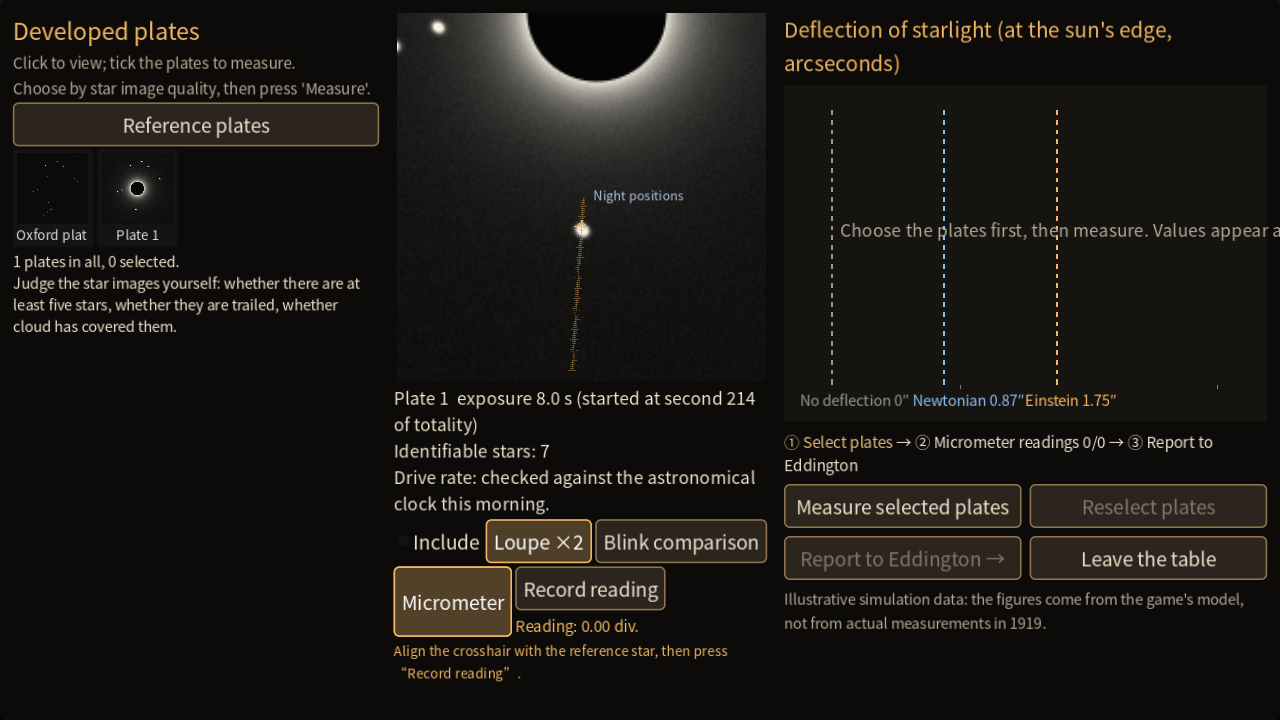 Developed plates
Click to view; tick the plates to measure.
Choose by star image quality, then press 'Measure'.
Reference plates
Oxford plat
Plate 1
1 plates in all, 0 selected.
Judge the star images yourself: whether there are at
least five stars, whether they are trailed, whether
cloud has covered them.
Night positions
Plate 1  exposure 8.0 s (started at second 214
of totality)
Identifiable stars: 7
Drive rate: checked against the astronomical
clock this morning.
Include
Loupe ×2
Blink comparison
Micrometer
Record reading
Reading: 0.00 div.
Align the crosshair with the reference star, then press
“Record reading” .
Deflection of starlight (at the sun's edge,
arcseconds)
Choose the plates first, then measure. Values appear a
No deflection 0″ Newtonian 0.87″ Einstein 1.75″
① Select plates → ② Micrometer readings 0/0 → ③ Report to
Eddington
Measure selected plates
Reselect plates
Report to Eddington →
Leave the table
Illustrative simulation data: the figures come from the game's model,
not from actual measurements in 1919.